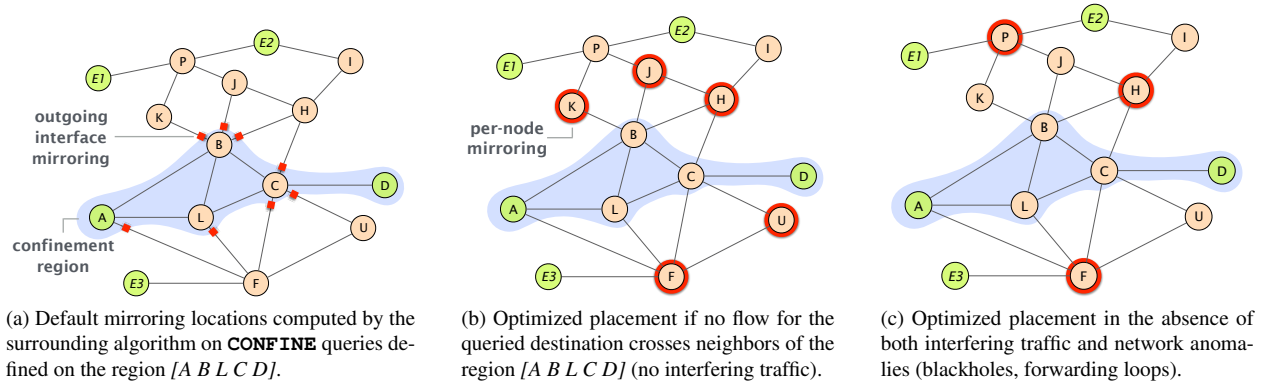 E2
P
I
E1
J
K
H
outgoing
interface
mirroring
B
C
D
A
L
U
confinement
region
E3
F
(a) Default mirroring locations computed by the
surrounding algorithm on CONFINE queries de-
fined on the region [A B L C D].
E2
P
I
E1
J
K
H
per-node
mirroring
B
C
D
A
L
U
E3
F
(b) Optimized placement if no flow for the
queried destination crosses neighbors of the
region [A B L C D] (no interfering traffic).
E2
P
I
E1
J
K
H
B
C
D
A
L
U
E3
F
(c) Optimized placement in the absence of
both interfering traffic and network anoma-
lies (blackholes, forwarding loops).